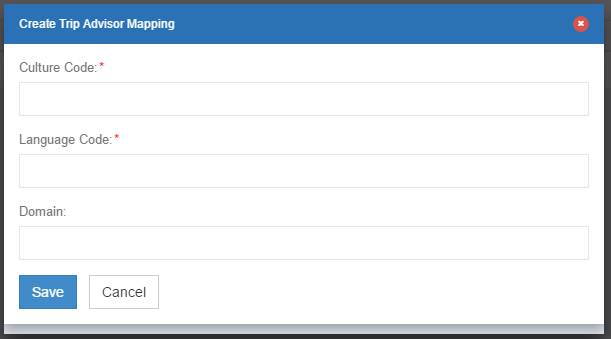 Create Trip Advisor Mapping
Culture Code:*
Language Code:*
Domain:
Save Cancel